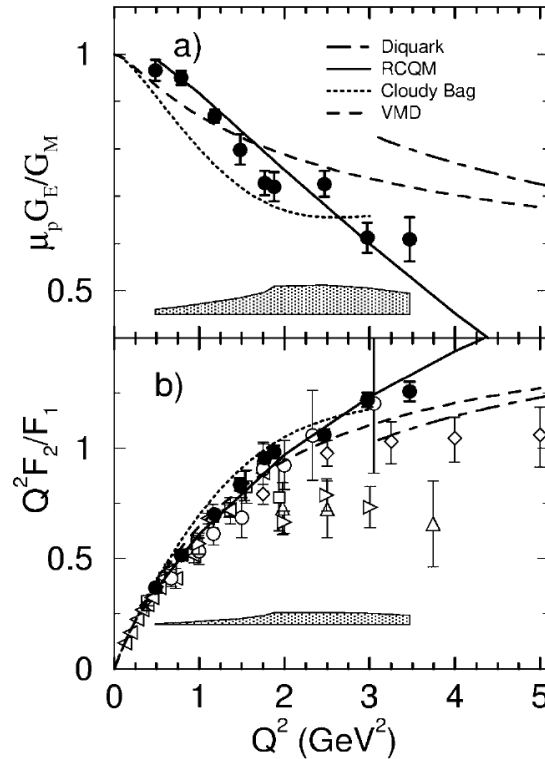 a)
Diquark
RCQM
Cloudy Bag
VMD
1
0.5
μpGE/GM
b)
1
0.5
0
Q²F₂/F₁
0 1 2 3 4 5
Q² (GeV²)